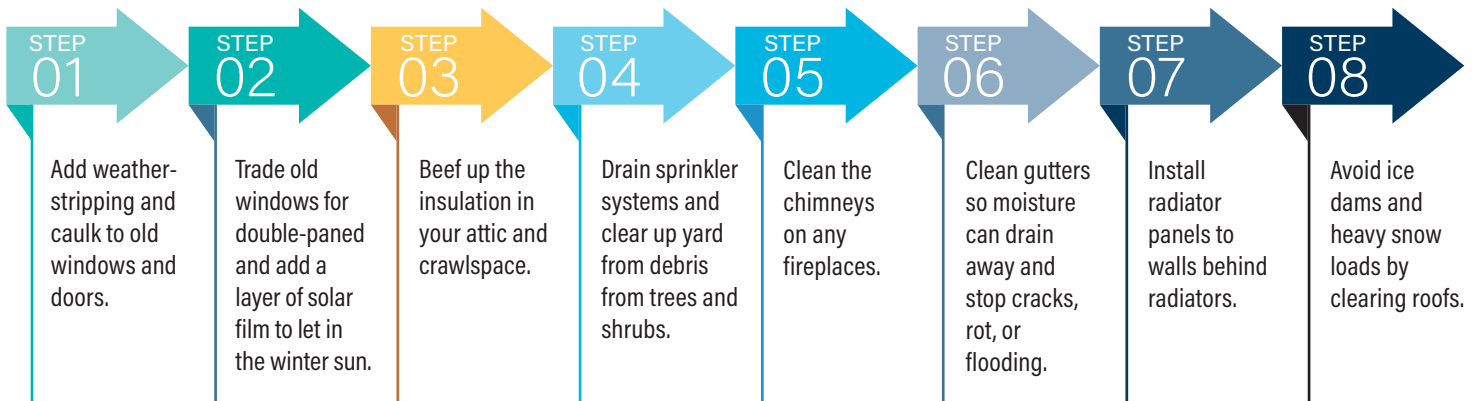 STEP
01
Add weather-
stripping and
caulk to old
windows and
doors.
STEP
02
Trade old
windows for
double-paned
and add a
layer of solar
film to let in
the winter sun.
STEP
03
Beef up the
insulation in
your attic and
crawlspace.
STEP
04
Drain sprinkler
systems and
clear up yard
from debris
from trees and
shrubs.
STEP
05
Clean the
chimneys
on any
fireplaces.
STEP
06
Clean gutters
so moisture
can drain
away and
stop cracks,
rot, or
flooding.
STEP
07
Install
radiator
panels to
walls behind
radiators.
STEP
08
Avoid ice
dams and
heavy snow
loads by
clearing roofs.